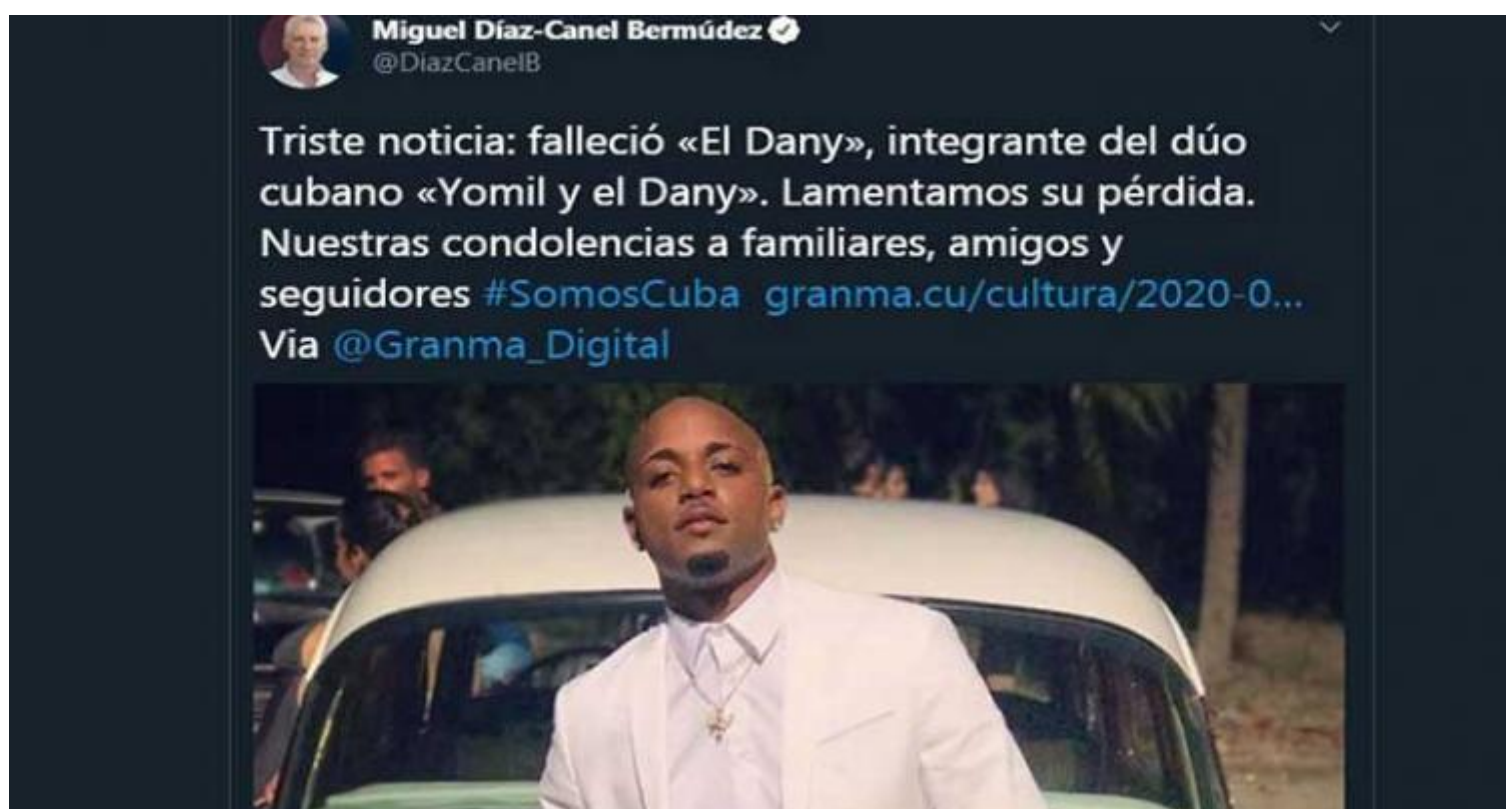 Miguel Díaz-Canel Bermúdez
@DiazCanelB
Triste noticia: falleció «El Dany», integrante del dúo
cubano «Yomil y el Dany». Lamentamos su pérdida.
Nuestras condolencias a familiares, amigos y
seguidores #SomosCuba granma.cu/cultura/2020-0...
Via @Granma_Digital